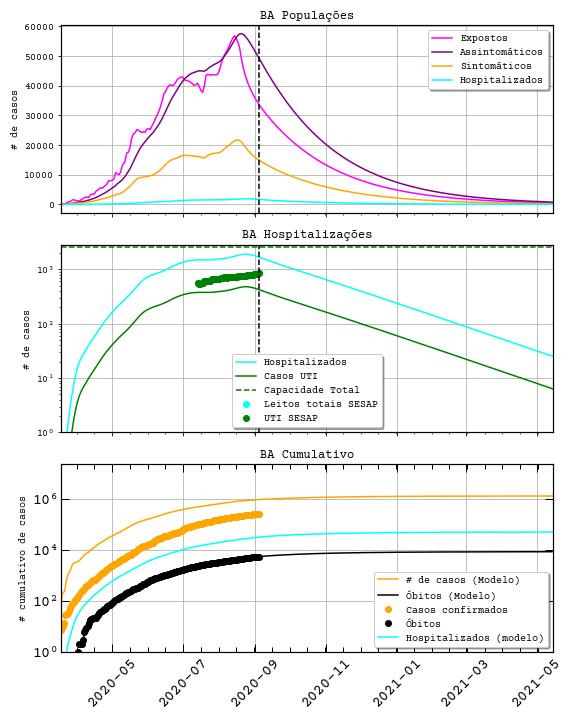 BA Populações
60000
50000
40000
30000
20000
10000
0
# de casos
Expostos
Assintomáticos
Sintomáticos
Hospitalizados
BA Hospitalizações
10³
10²
10¹
10⁰
# de casos
Hospitalizados
Casos UTI
Capacidade Total
Leitos totais SESAP
UTI SESAP
BA Cumulativo
10⁶
10⁴
10²
10⁰
# cumulativo de casos
# de casos (Modelo)
Óbitos (Modelo)
Casos confirmados
Óbitos
Hospitalizados (modelo)
2020-05
2020-07
2020-09
2020-11
2021-01
2021-03
2021-05